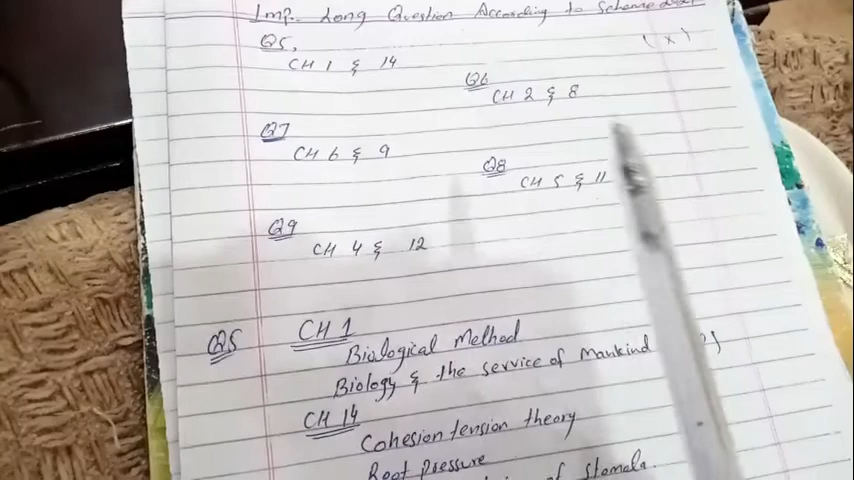 Imp. Long Question According to Scheme
Q5,
CH 1 & 14
(x)
Q6
CH 2 & 8
Q7
CH 6 & 9
Q8
CH 5 & 11
Q9
CH 4 & 12
Q5 CH 1
Biological Method
Biology & the service of Mankind
CH 14
Cohesion tension theory
Root Pressure
of stomala.